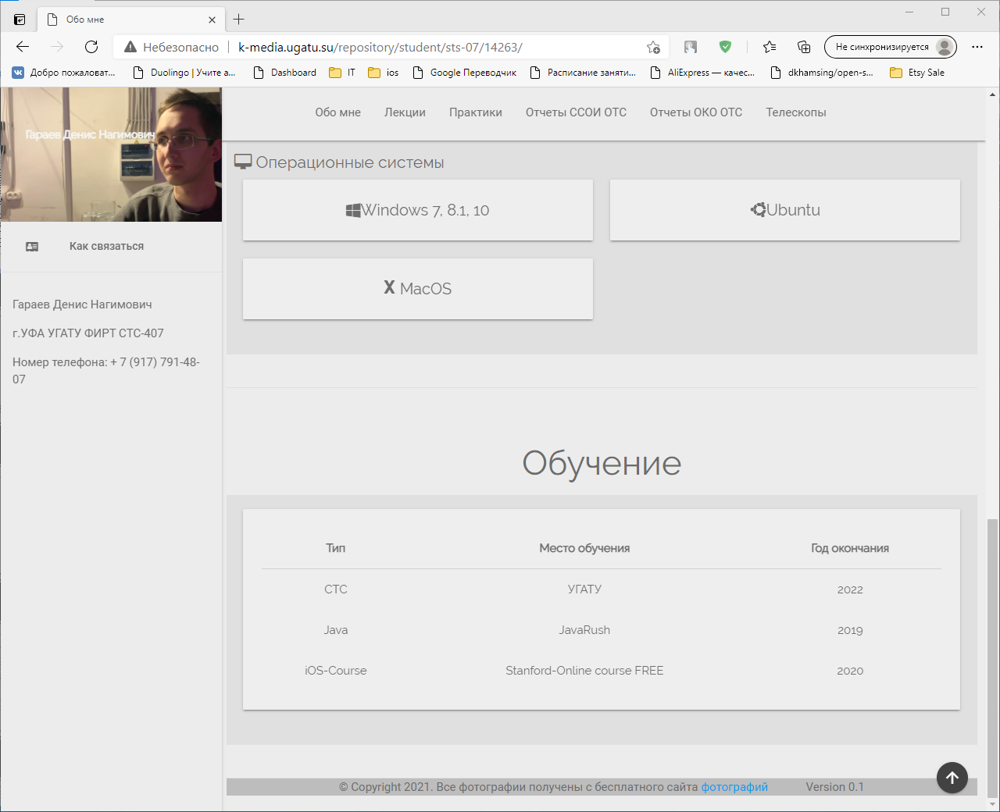 Обо мне
Небезопасно
k-media.ugatu.su/repository/student/sts-07/14263/
Не синхронизируется
Добро пожаловат...
Duolingo | Учите а...
Dashboard
IT
ios
Google Переводчик
Расписание заняти...
AliExpress — качес...
dkhamsing/open-s...
Etsy Sale
Гараев Денис Нагимович
Как связаться
Гараев Денис Нагимович
г.УФА УГАТУ ФИРТ СТС-407
Номер телефона: + 7 (917) 791-48-
07
Обо мне
Лекции
Практики
Отчеты ССОИ ОТС
Отчеты ОКО ОТС
Телескопы
Операционные системы
Windows 7, 8.1, 10
Ubuntu
X MacOS
Обучение
Тип Место обучения Год окончания
СТС УГАТУ 2022
Java JavaRush 2019
iOS-Course Stanford-Online course FREE 2020
© Copyright 2021. Все фотографии получены с бесплатного сайта фотографий Version 0.1